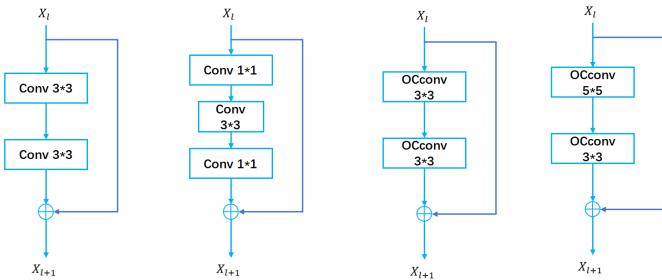 X_l
Conv 3*3
Conv 3*3
X_{l+1}
X_l
Conv 1*1
Conv
3*3
Conv 1*1
X_{l+1}
X_l
OCconv
3*3
OCconv
3*3
X_{l+1}
X_l
OCconv
5*5
OCconv
3*3
X_{l+1}